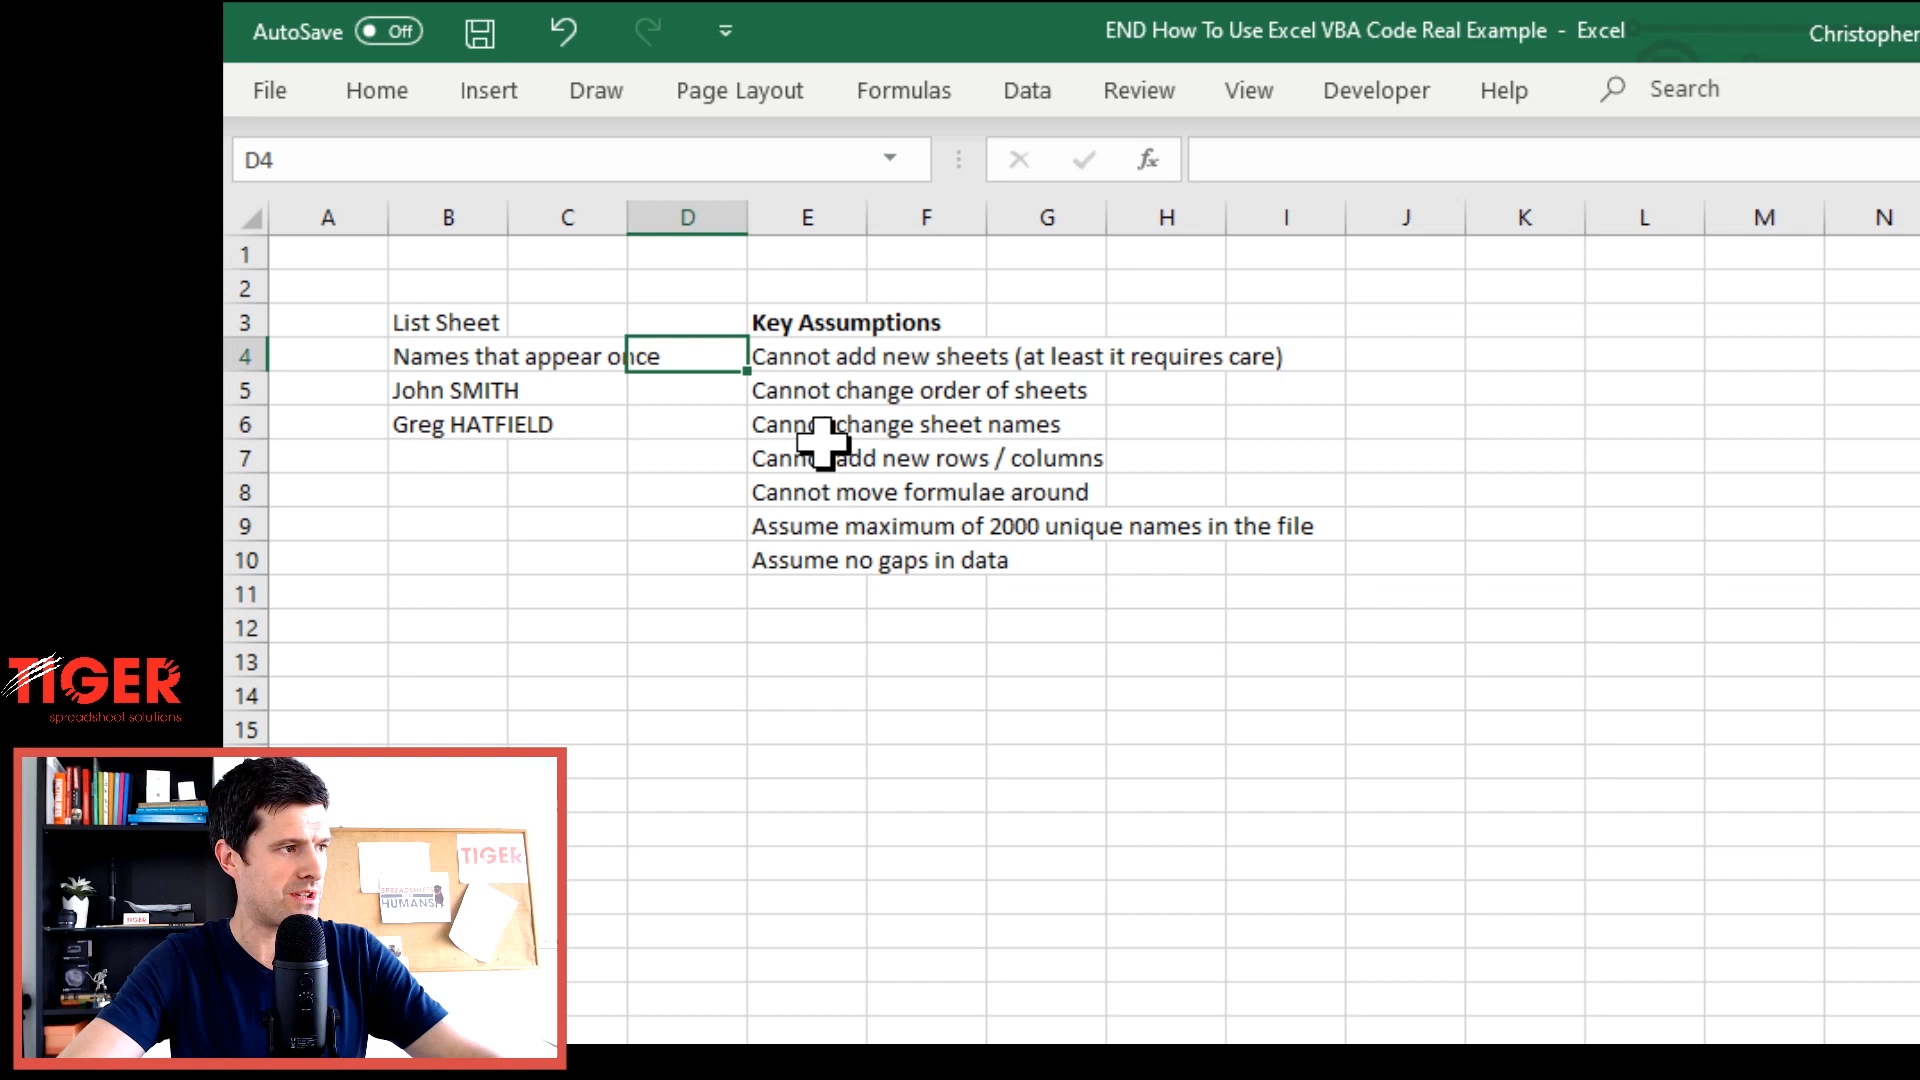 AutoSave Off
END How To Use Excel VBA Code Real Example - Excel
Christopher
File Home Insert Draw Page Layout Formulas Data Review View Developer Help Search
D4
fx
A B C D E F G H I J K L M N
1
2
3 List Sheet Key Assumptions
4 Names that appear once Cannot add new sheets (at least it requires care)
5 John SMITH Cannot change order of sheets
6 Greg HATFIELD Cannot change sheet names
7 Cannot add new rows / columns
8 Cannot move formulae around
9 Assume maximum of 2000 unique names in the file
10 Assume no gaps in data
11
12
13
14
15
TIGER
spreadsheet solutions
TIGER
SPREADSHEETS
HUMANS
TIGER